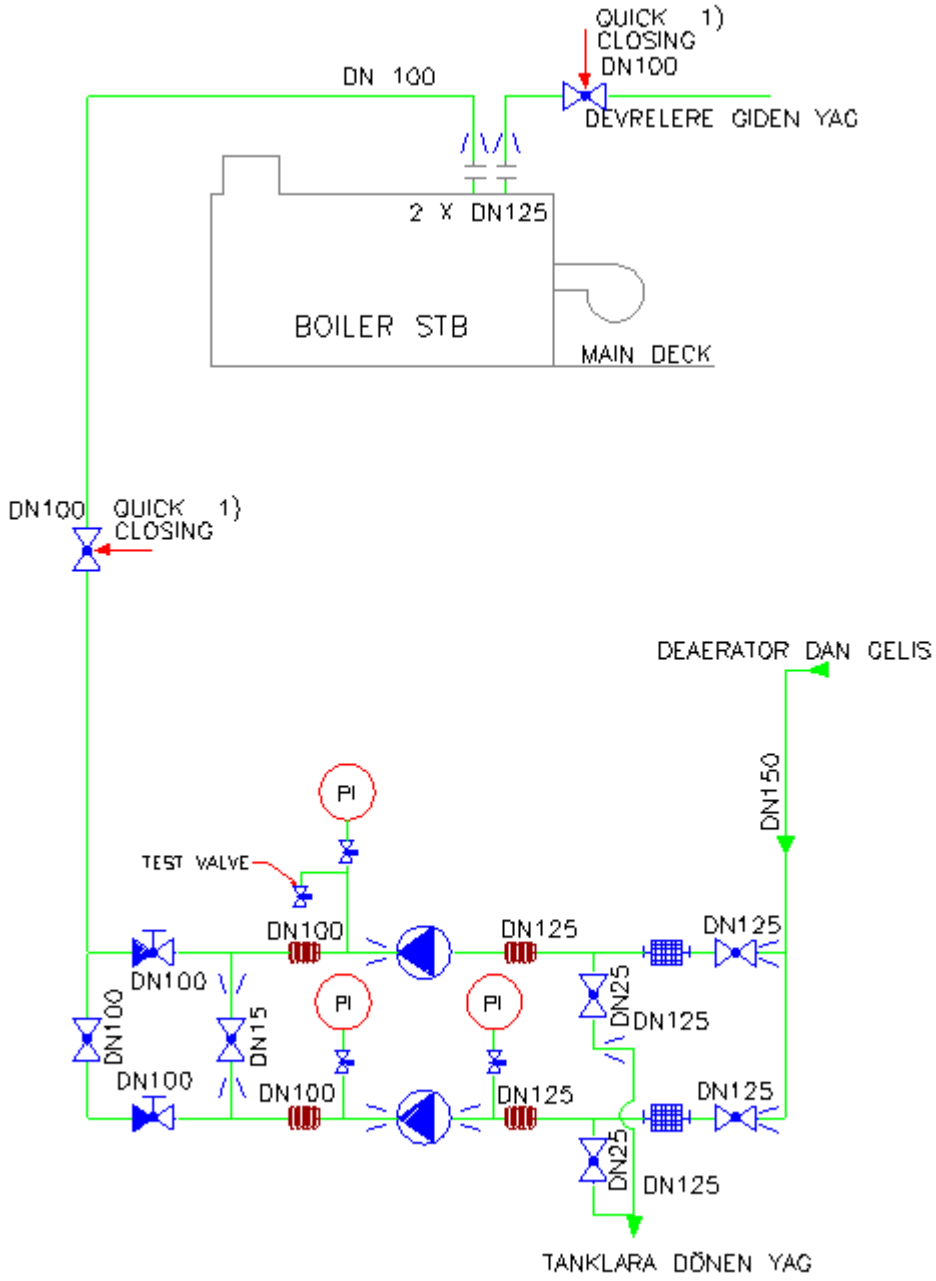 QUICK 1)
CLOSING
DN100
DN 100
DEVRELERE GIDEN YAG
2 X DN125
BOILER STB
MAIN DECK
DN100
QUICK 1)
CLOSING
DEAERATOR DAN GELIS
DN150
PI
TEST VALVE
DN100
DN125
DN125
DN100
PI
PI
DN25
DN125
DN100
DN15
DN100
DN100
DN125
DN125
DN25
DN125
TANKLARA DÖNEN YAG